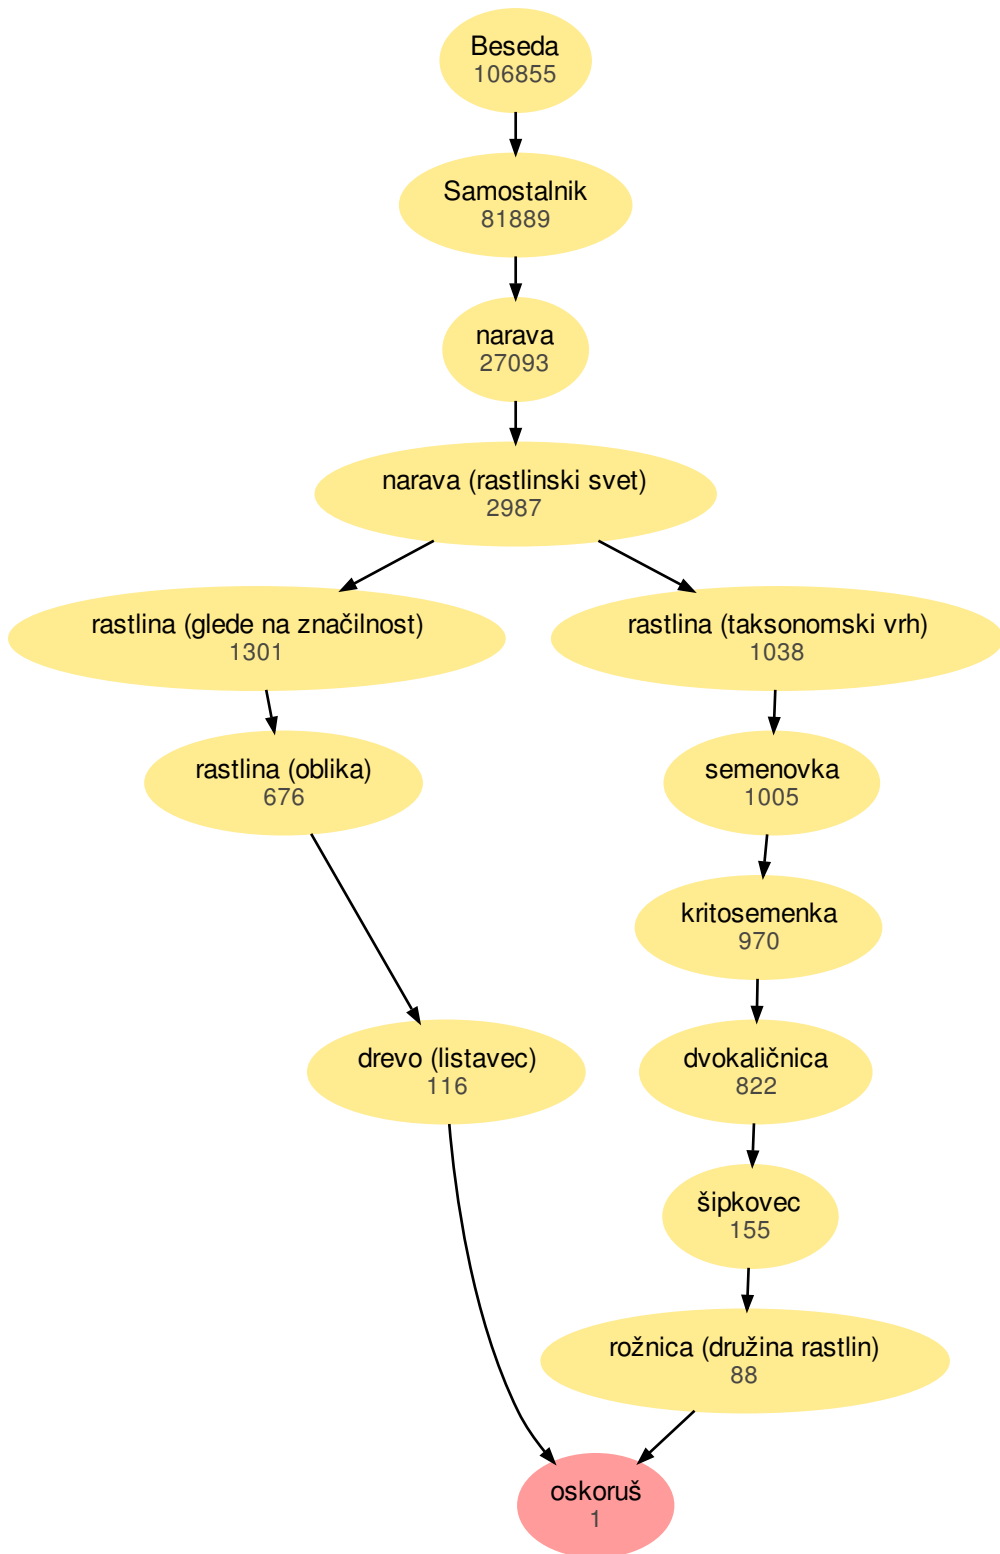 Beseda
106855
Samostalnik
81889
narava
27093
narava (rastlinski svet)
2987
rastlina (glede na značilnost)
1301
rastlina (taksonomski vrh)
1038
rastlina (oblika)
676
semenovka
1005
kritosemenka
970
drevo (listavec)
116
dvokaličnica
822
šipkovec
155
rožnica (družina rastlin)
88
oskoruš
1